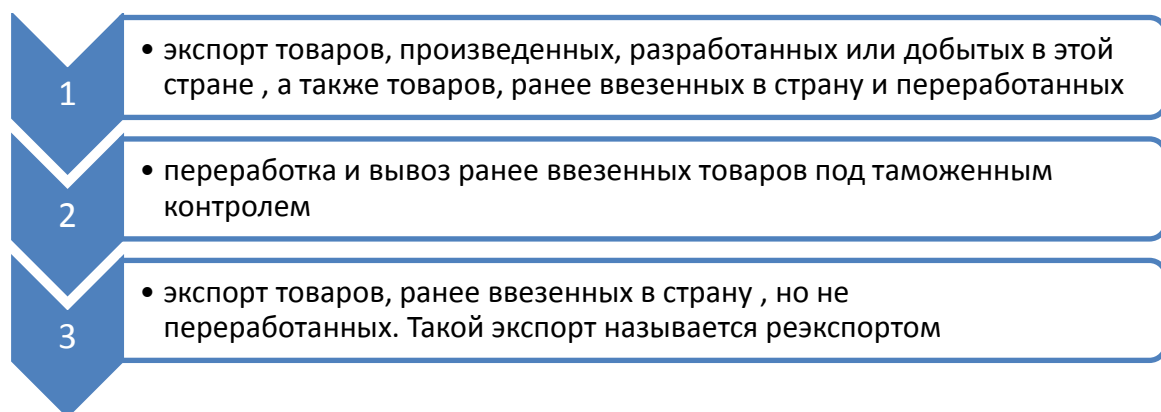 1
• экспорт товаров, произведенных, разработанных или добытых в этой
стране , а также товаров, ранее ввезенных в страну и переработанных
2
• переработка и вывоз ранее ввезенных товаров под таможенным
контролем
3
• экспорт товаров, ранее ввезенных в страну , но не
переработанных. Такой экспорт называется реэкспортом